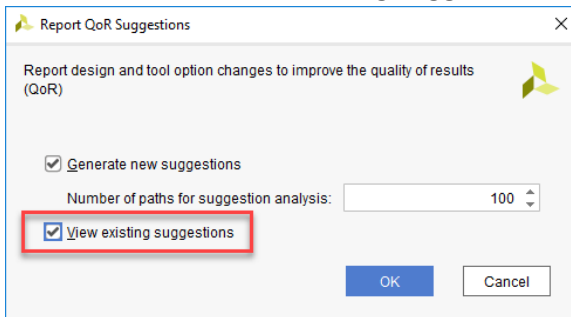 Report QoR Suggestions
Report design and tool option changes to improve the quality of results
(QoR)
Generate new suggestions
Number of paths for suggestion analysis: 100
View existing suggestions
OK Cancel